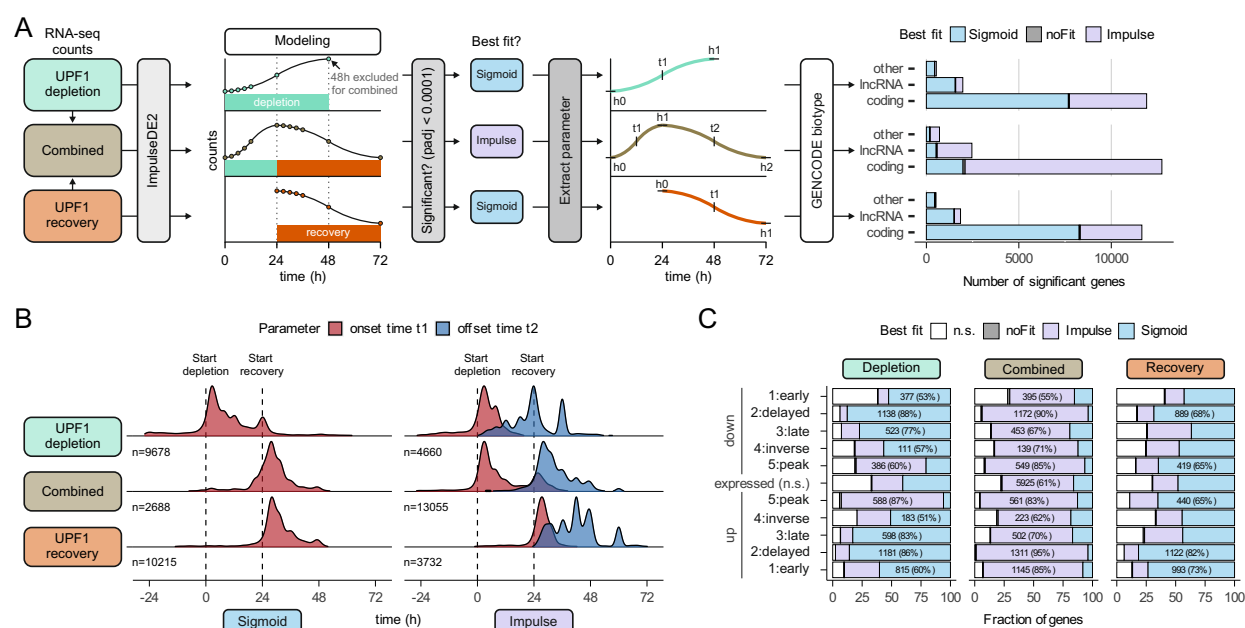 A
RNA-seq
counts
UPF1
depletion
Combined
UPF1
recovery
ImpulseDE2
Modeling
48h excluded
for combined
depletion
recovery
counts
0 24 48 72
time (h)
Significant? (padj < 0.0001)
Best fit?
Sigmoid
Impulse
Sigmoid
Extract parameter
h0 t1 h1
h0 t1 h1 t2 h2
h0 t1 h1
0 24 48 72
time (h)
GENCODE biotype
Best fit Sigmoid noFit Impulse
other
lncRNA
coding
other
lncRNA
coding
other
lncRNA
coding
0 5000 10000
Number of significant genes
B
Parameter onset time t1 offset time t2
Start
depletion
Start
recovery
Start
depletion
Start
recovery
UPF1
depletion
n=9678
n=4660
Combined
n=2688
n=13055
UPF1
recovery
n=10215
n=3732
-24 0 24 48 72
-24 0 24 48 72
Sigmoid
time (h)
Impulse
C
Best fit n.s. noFit Impulse Sigmoid
Depletion Combined Recovery
down
up
1:early 377 (53%) 395 (55%)
2:delayed 1138 (88%) 1172 (90%) 889 (68%)
3:late 523 (77%) 453 (67%)
4:inverse 111 (57%) 139 (71%)
5:peak 386 (60%) 549 (85%) 419 (65%)
expressed (n.s.) 5925 (61%)
5:peak 588 (87%) 561 (83%) 440 (65%)
4:inverse 183 (51%) 223 (62%)
3:late 598 (83%) 502 (70%)
2:delayed 1181 (86%) 1311 (95%) 1122 (82%)
1:early 815 (60%) 1145 (85%) 993 (73%)
0 25 50 75 100
0 25 50 75 100
0 25 50 75 100
Fraction of genes